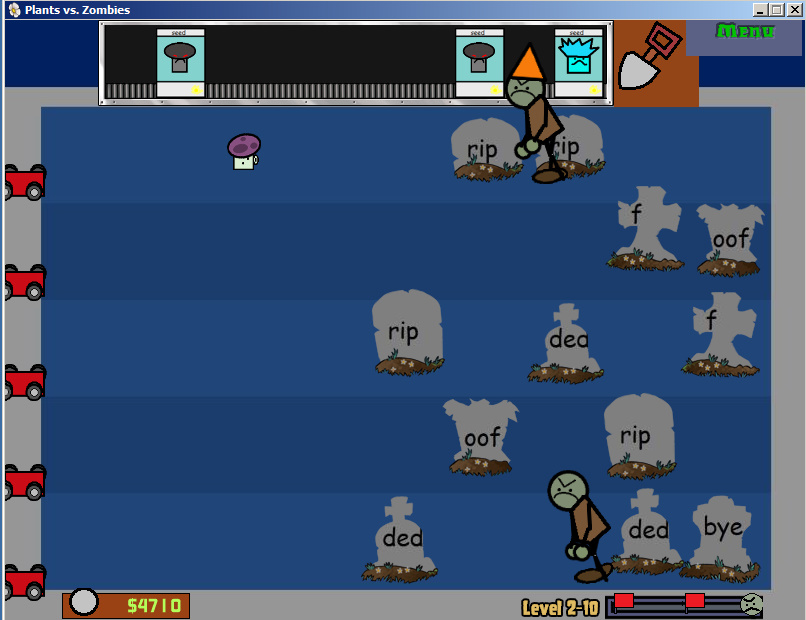 Plants vs. Zombies
seed
seed
seed
Menu
rip
rip
f
oof
rip
ded
f
oof
rip
ded
ded
bye
$4710
Level 2-10